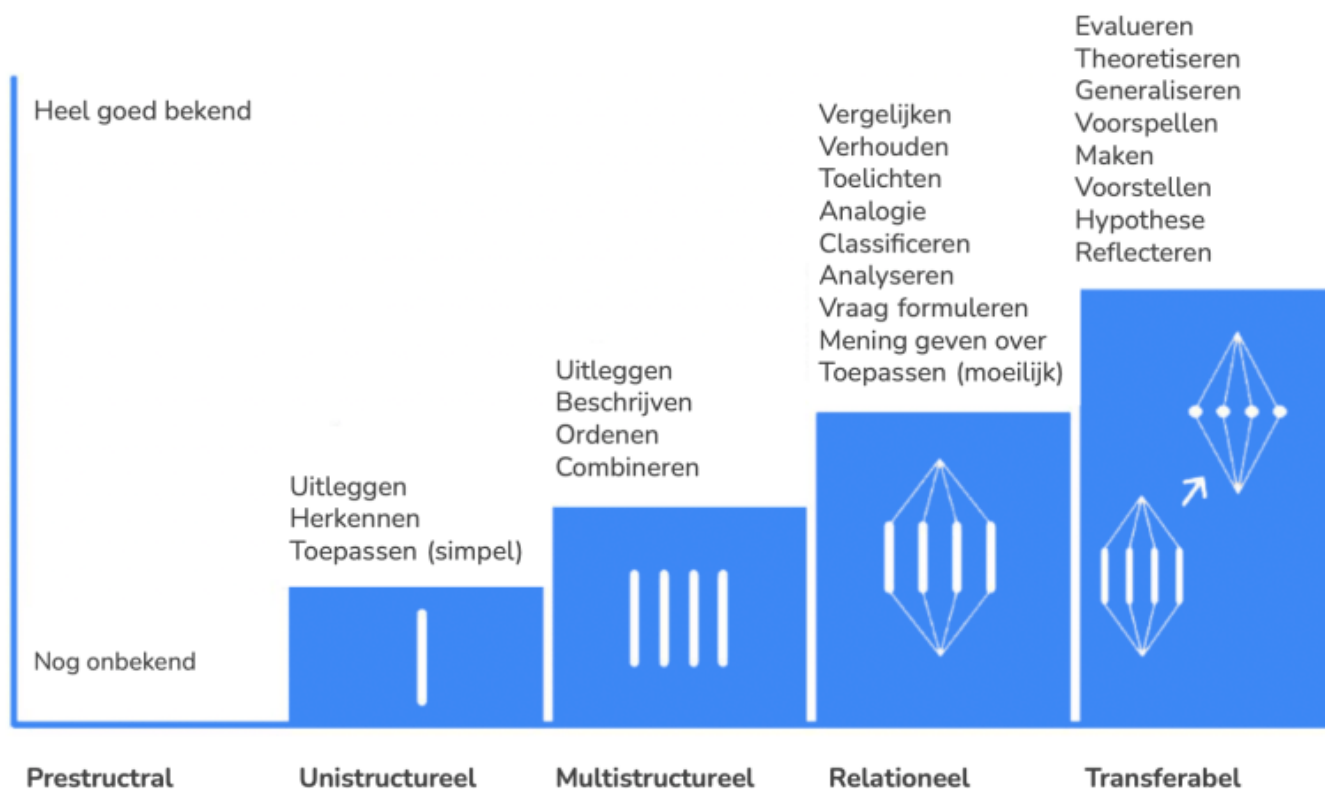 Heel goed bekend
Nog onbekend
Uitleggen
Herkennen
Toepassen (simpel)
Uitleggen
Beschrijven
Ordenen
Combineren
Vergelijken
Verhouden
Toelichten
Analogie
Classificeren
Analyseren
Vraag formuleren
Mening geven over
Toepassen (moeilijk)
Evalueren
Theoretiseren
Generaliseren
Voorspellen
Maken
Voorstellen
Hypothese
Reflecteren
Prestructral
Unistructureel
Multistructureel
Relationeel
Transferabel